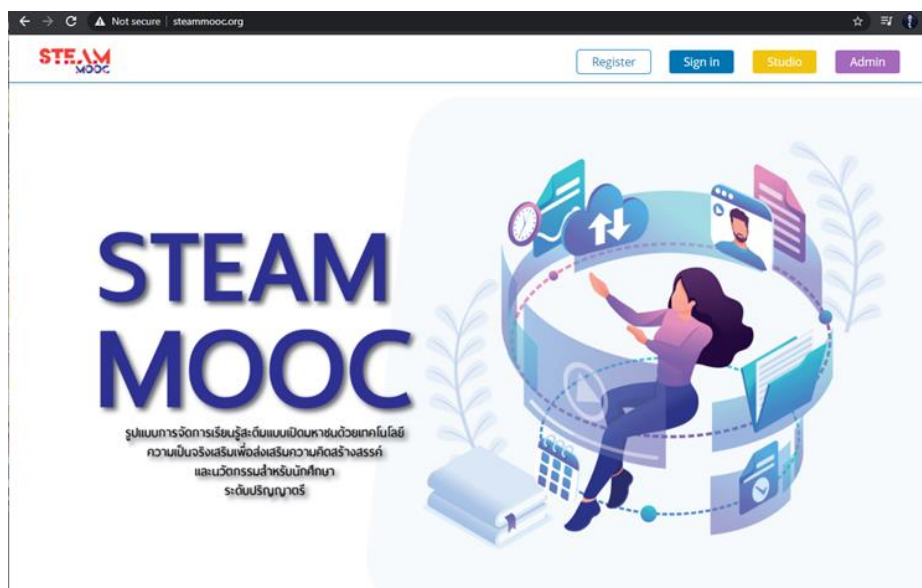 Not secure steammooc.org
STEAM
MOOC
Register
Sign in
Studio
Admin
STEAM
MOOC
รูปแบบการจัดการเรียนรู้สะตีมแบบเปิดมหาชนด้วยเทคโนโลยี
ความเป็นจริงเสริมเพื่อส่งเสริมความคิดสร้างสรรค์
และนวัตกรรมสำหรับนักศึกษา
ระดับปริญญาตรี